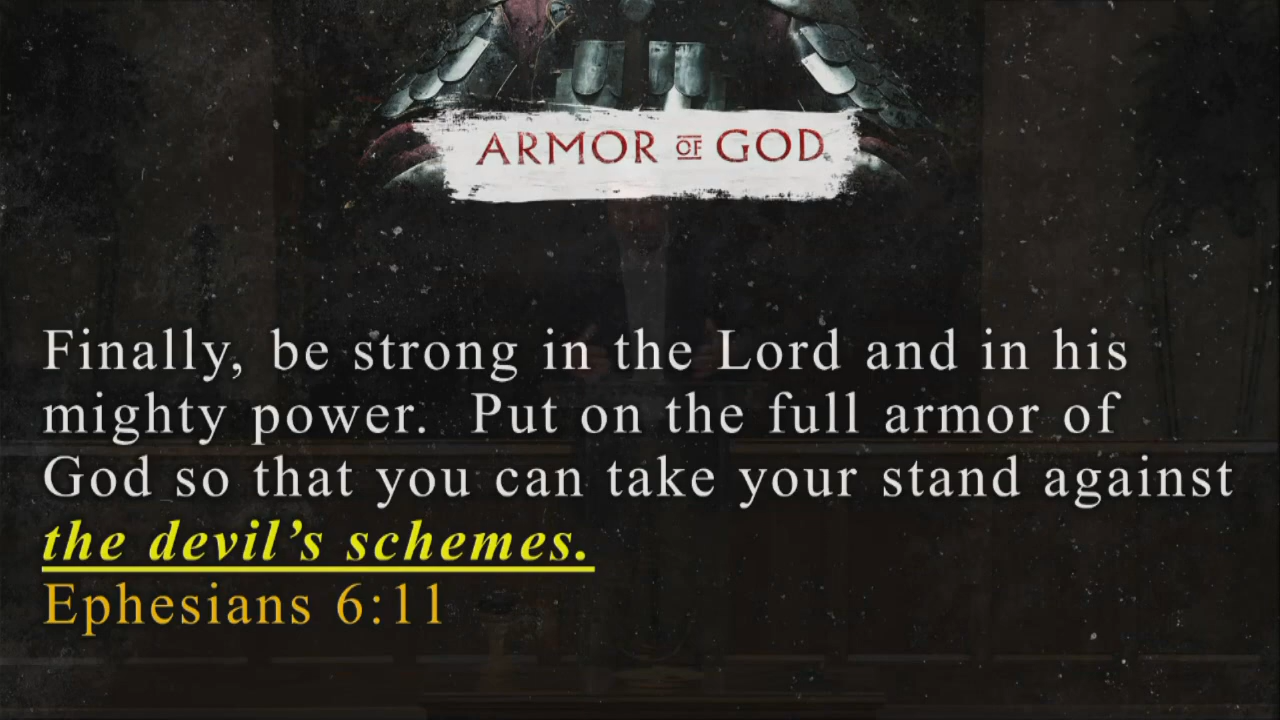 ARMOR OF GOD
Finally, be strong in the Lord and in his
mighty power.  Put on the full armor of
God so that you can take your stand against
the devil’s schemes.
Ephesians 6:11